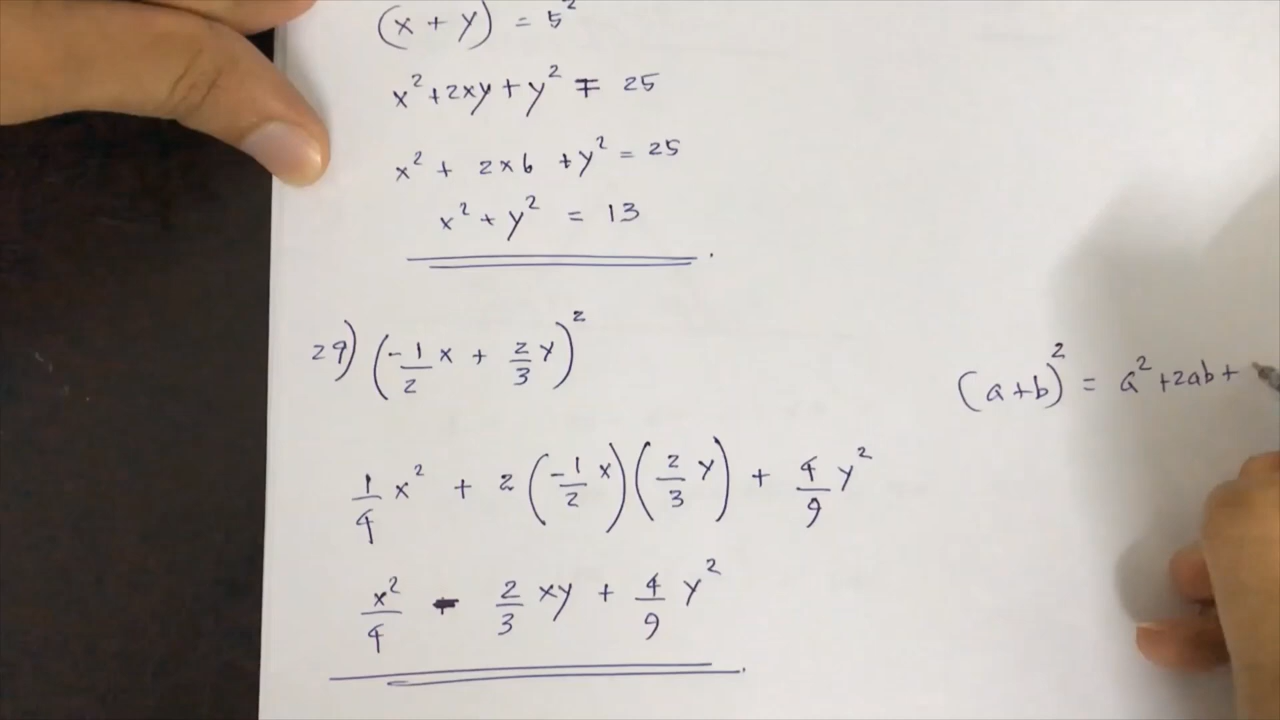 (x + y) = 5²
x² + 2xy + y² = 25
x² + 2 x 6 + y² = 25
x² + y² = 13
29) (-1/2 x + 2/3 y)²
(a + b)² = a² + 2ab +
1/4 x² + 2 (-1/2 x) (2/3 y) + 4/9 y²
x²/4 - 2/3 xy + 4/9 y²